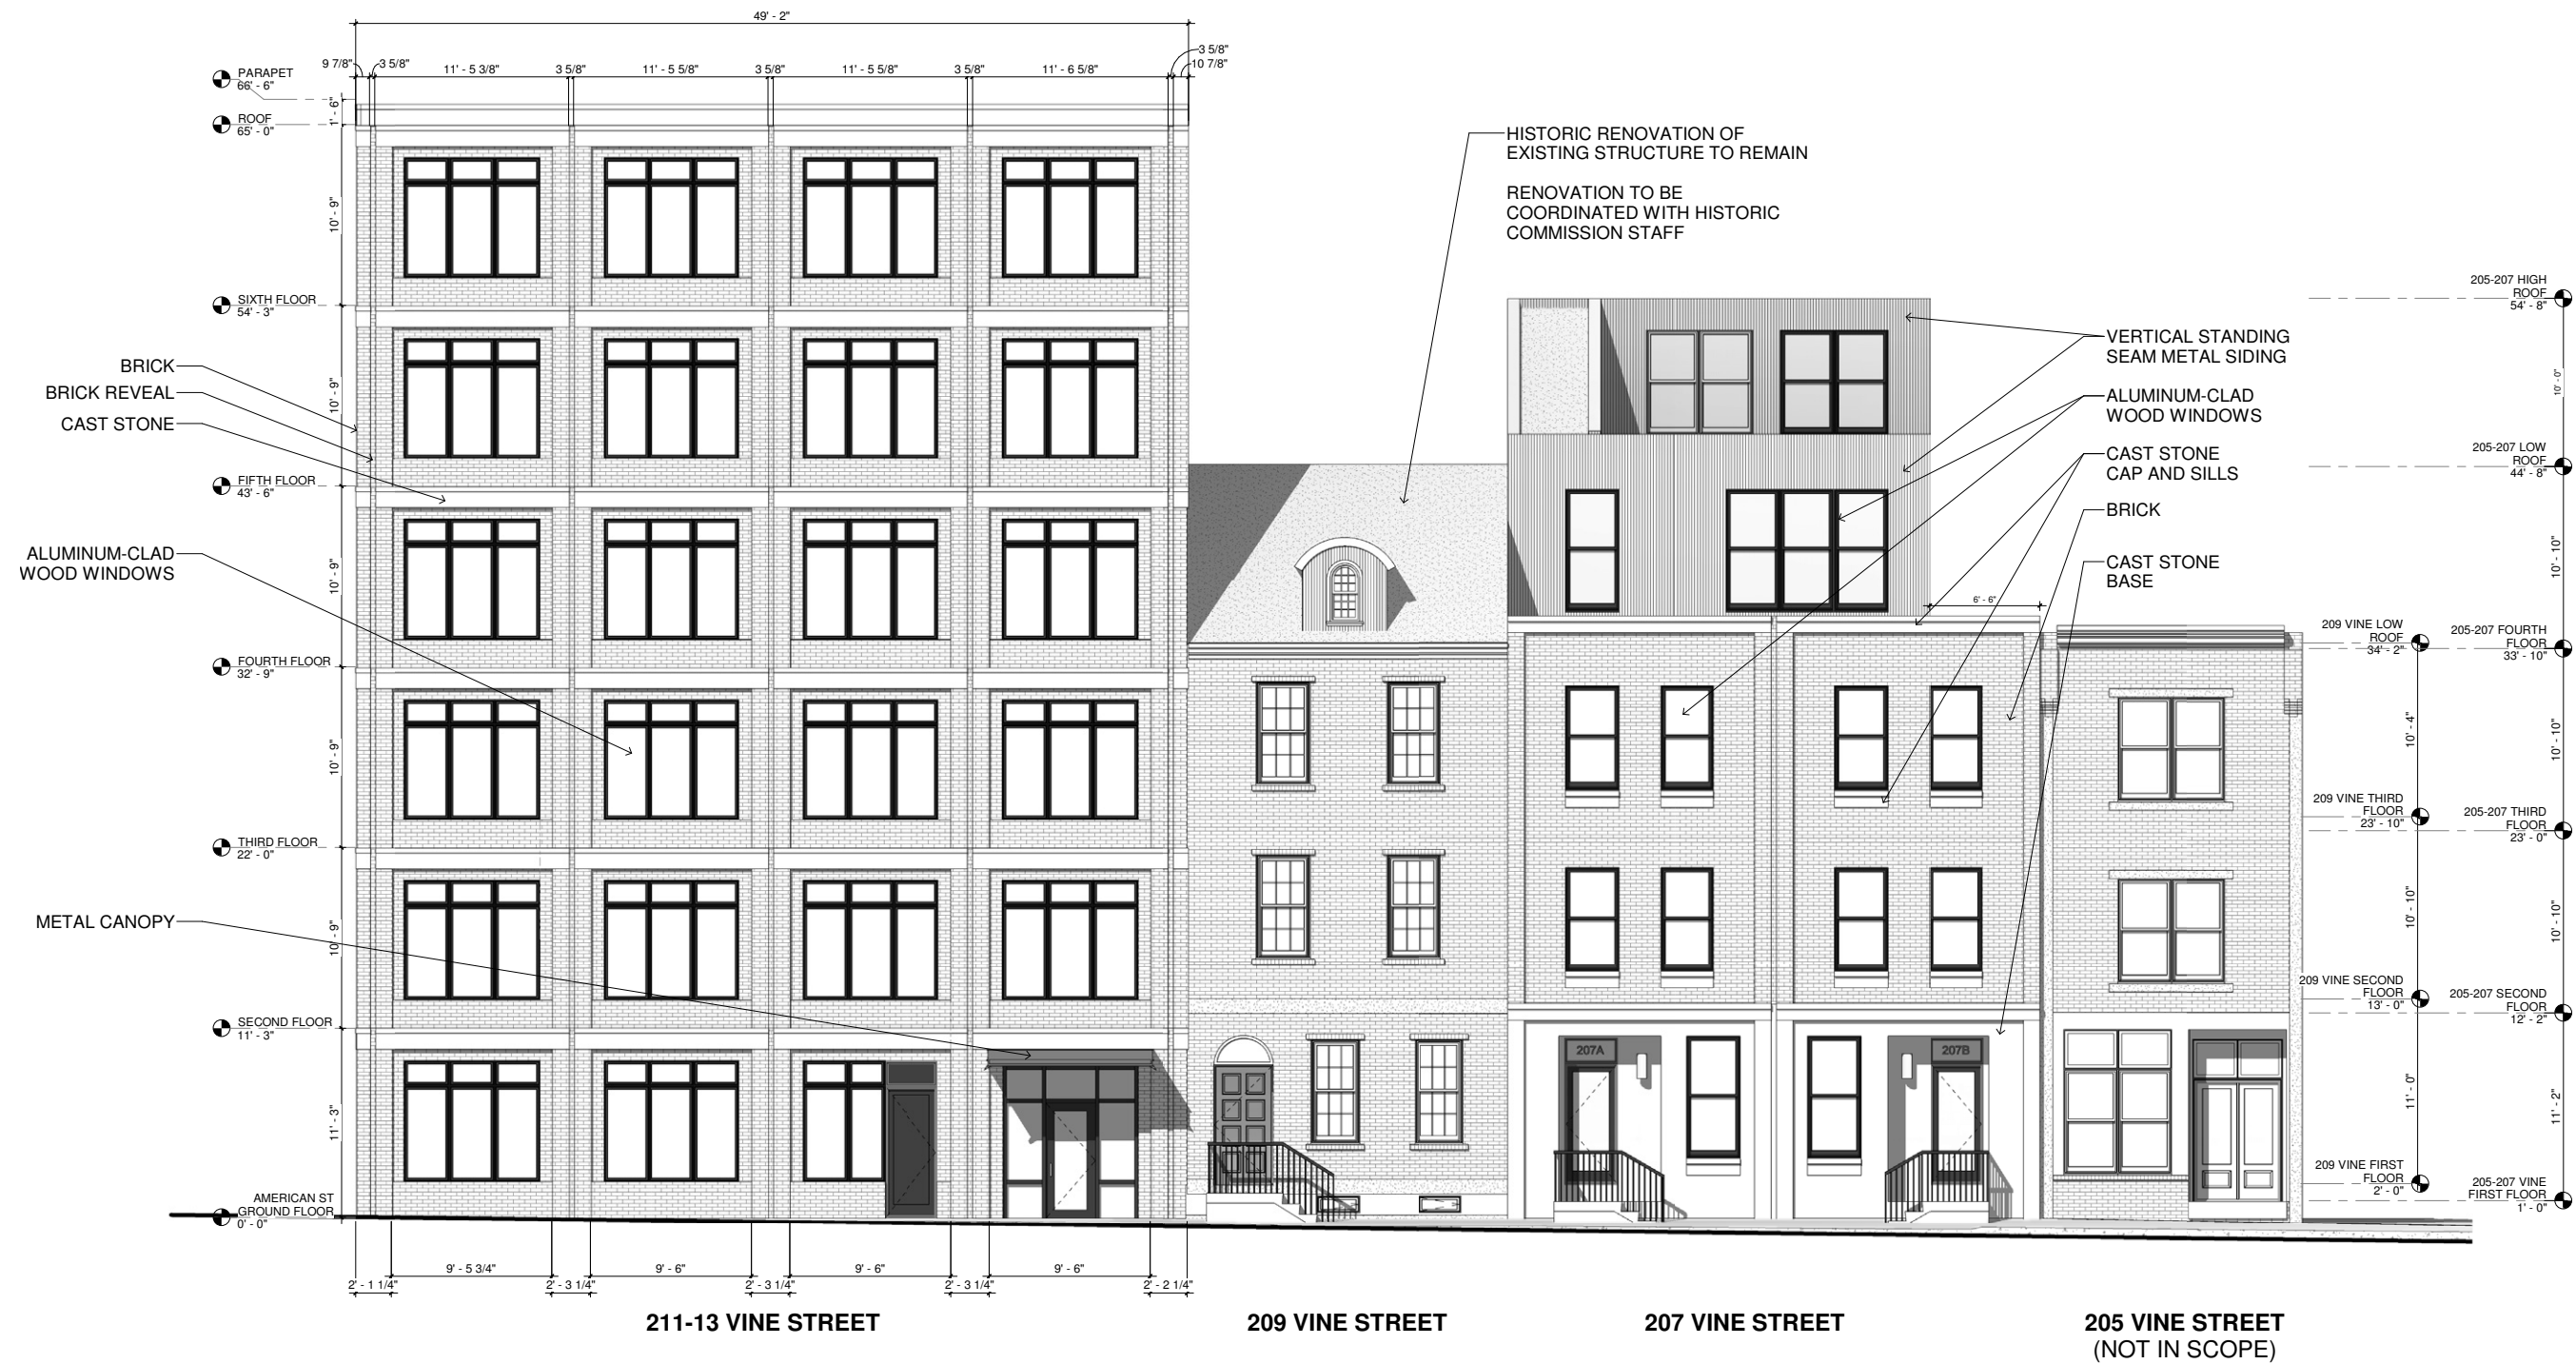 49' - 2"
3 5/8"
9 7/8"
3 5/8"
11' - 5 3/8"
3 5/8"
11' - 5 5/8"
3 5/8"
11' - 5 5/8"
3 5/8"
11' - 6 5/8"
10 7/8"
PARAPET
66' - 6"
1' - 6"
ROOF
65' - 0"
10' - 9"
SIXTH FLOOR
54' - 3"
10' - 9"
FIFTH FLOOR
43' - 6"
10' - 9"
FOURTH FLOOR
32' - 9"
10' - 9"
THIRD FLOOR
22' - 0"
10' - 9"
SECOND FLOOR
11' - 3"
11' - 3"
AMERICAN ST
GROUND FLOOR
0' - 0"
BRICK
BRICK REVEAL
CAST STONE
ALUMINUM-CLAD
WOOD WINDOWS
METAL CANOPY
HISTORIC RENOVATION OF
EXISTING STRUCTURE TO REMAIN
RENOVATION TO BE
COORDINATED WITH HISTORIC
COMMISSION STAFF
VERTICAL STANDING
SEAM METAL SIDING
ALUMINUM-CLAD
WOOD WINDOWS
CAST STONE
CAP AND SILLS
BRICK
CAST STONE
BASE
6' - 6"
207A
207B
209 VINE LOW
ROOF
34' - 2"
10' - 4"
209 VINE THIRD
FLOOR
23' - 10"
10' - 10"
209 VINE SECOND
FLOOR
13' - 0"
11' - 0"
209 VINE FIRST
FLOOR
2' - 0"
205-207 HIGH
ROOF
54' - 8"
10' - 0"
205-207 LOW
ROOF
44' - 8"
10' - 10"
205-207 FOURTH
FLOOR
33' - 10"
10' - 10"
205-207 THIRD
FLOOR
23' - 0"
10' - 10"
205-207 SECOND
FLOOR
12' - 2"
11' - 2"
205-207 VINE
FIRST FLOOR
1' - 0"
9' - 5 3/4"
9' - 6"
9' - 6"
9' - 6"
2' - 1 1/4"
2' - 3 1/4"
2' - 3 1/4"
2' - 3 1/4"
2' - 2 1/4"
211-13 VINE STREET
209 VINE STREET
207 VINE STREET
205 VINE STREET
(NOT IN SCOPE)